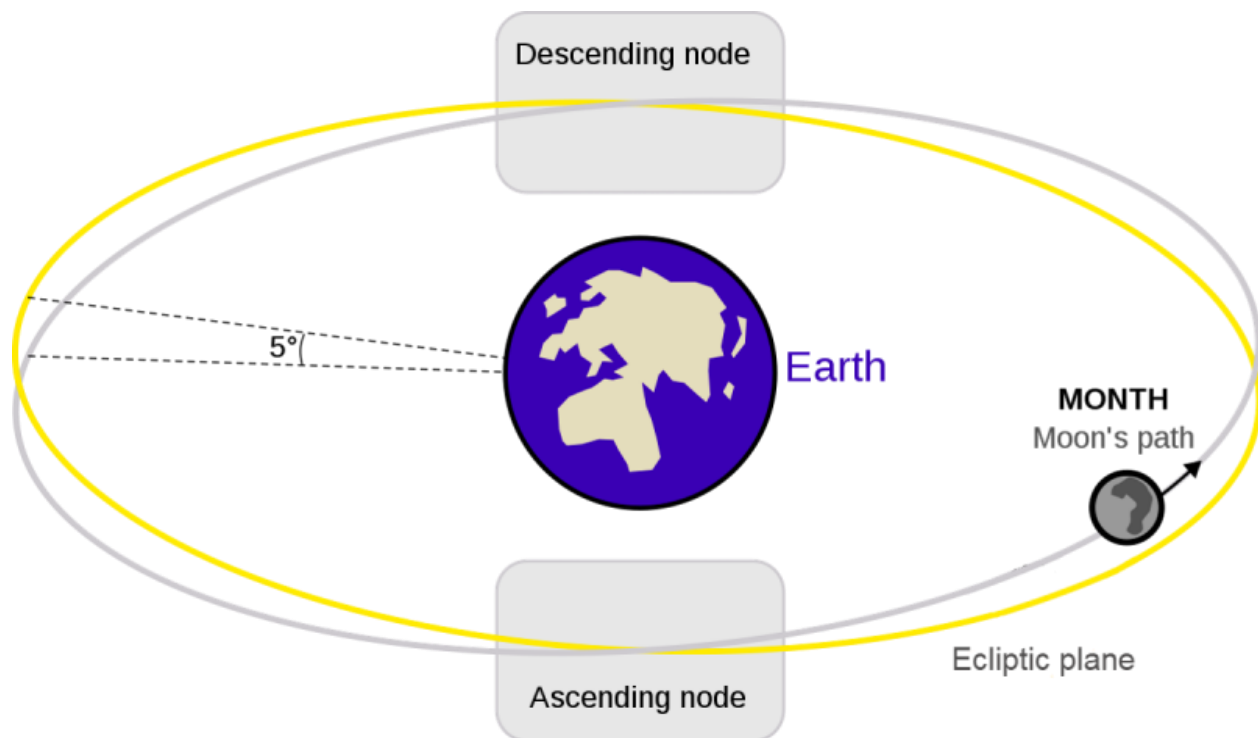 Descending node
5°
Earth
MONTH
Moon's path
Ecliptic plane
Ascending node